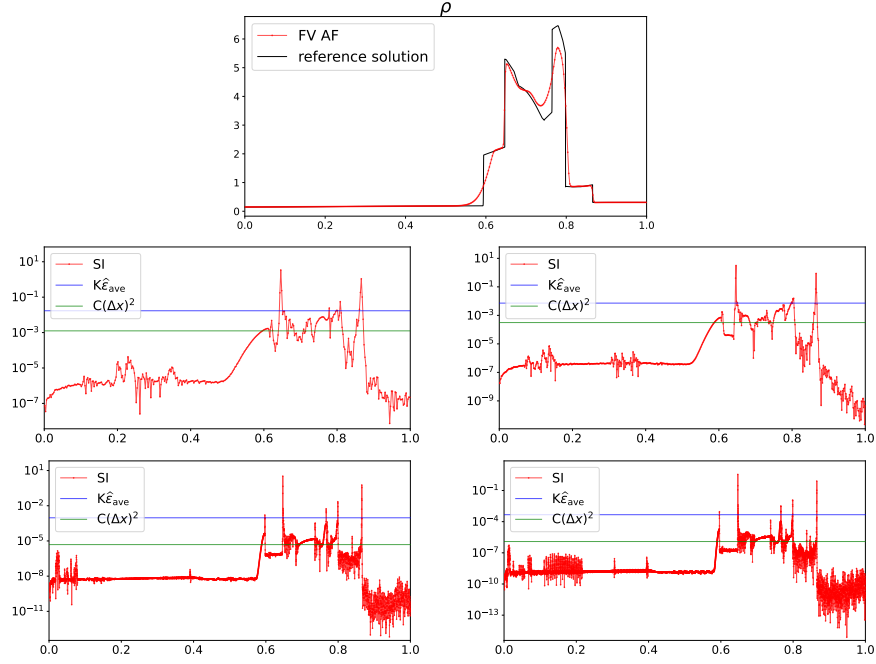 ρ
FV AF
reference solution
6
5
4
3
2
1
0
0.0 0.2 0.4 0.6 0.8 1.0
SI
Kε̂ave
C(Δx)²
10¹
10⁻¹
10⁻³
10⁻⁵
10⁻⁷
0.0 0.2 0.4 0.6 0.8 1.0
SI
Kε̂ave
C(Δx)²
10¹
10⁻¹
10⁻³
10⁻⁵
10⁻⁷
10⁻⁹
0.0 0.2 0.4 0.6 0.8 1.0
SI
Kε̂ave
C(Δx)²
10¹
10⁻²
10⁻⁵
10⁻⁸
10⁻¹¹
0.0 0.2 0.4 0.6 0.8 1.0
SI
Kε̂ave
C(Δx)²
10⁻¹
10⁻⁴
10⁻⁷
10⁻¹⁰
10⁻¹³
0.0 0.2 0.4 0.6 0.8 1.0